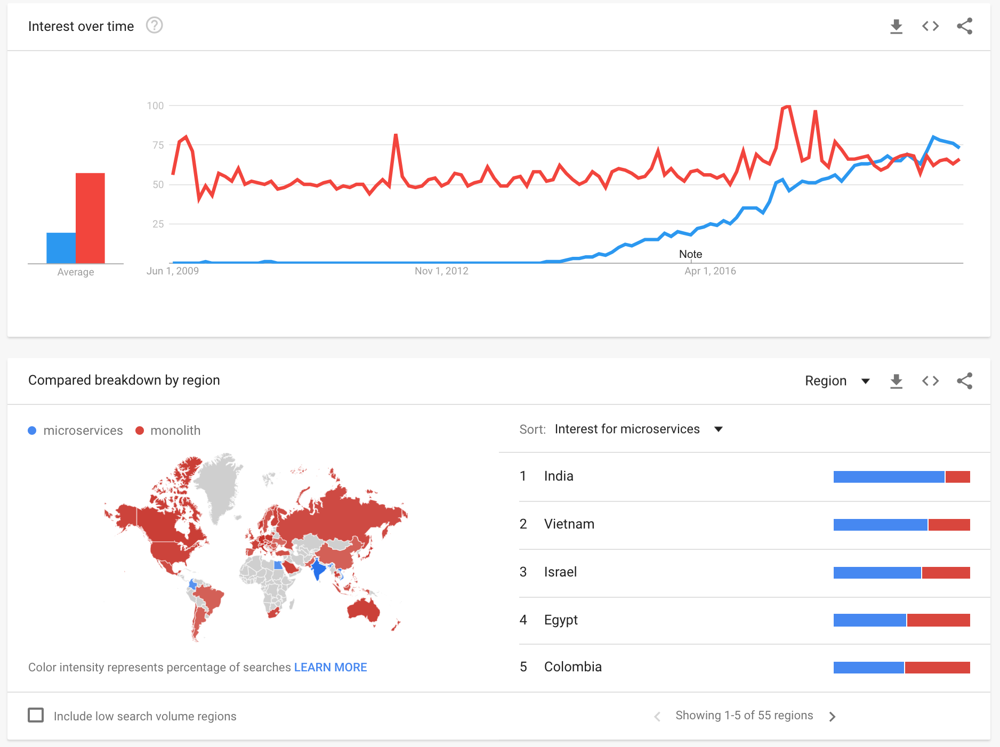 Interest over time
100
75
50
25
Note
Average
Jun 1, 2009
Nov 1, 2012
Apr 1, 2016
Compared breakdown by region
Region
microservices
monolith
Sort: Interest for microservices
1 India
2 Vietnam
3 Israel
4 Egypt
5 Colombia
Color intensity represents percentage of searches LEARN MORE
Include low search volume regions
Showing 1-5 of 55 regions